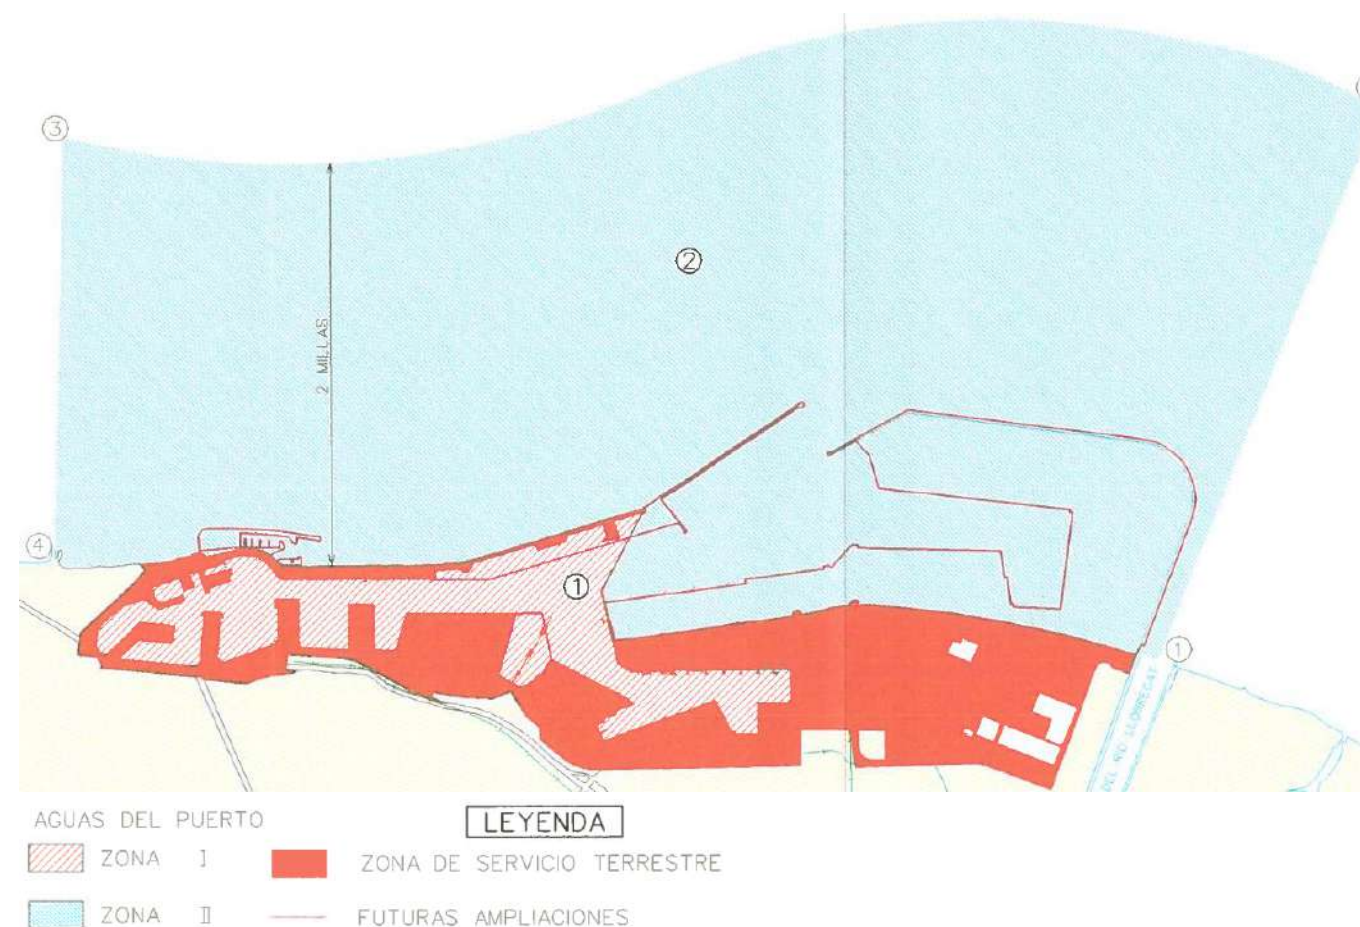 3
2
2 MILLAS
4
1
1
DEL RIO LLOBREGAT
AGUAS DEL PUERTO
LEYENDA
ZONA I
ZONA DE SERVICIO TERRESTRE
ZONA II
FUTURAS AMPLIACIONES